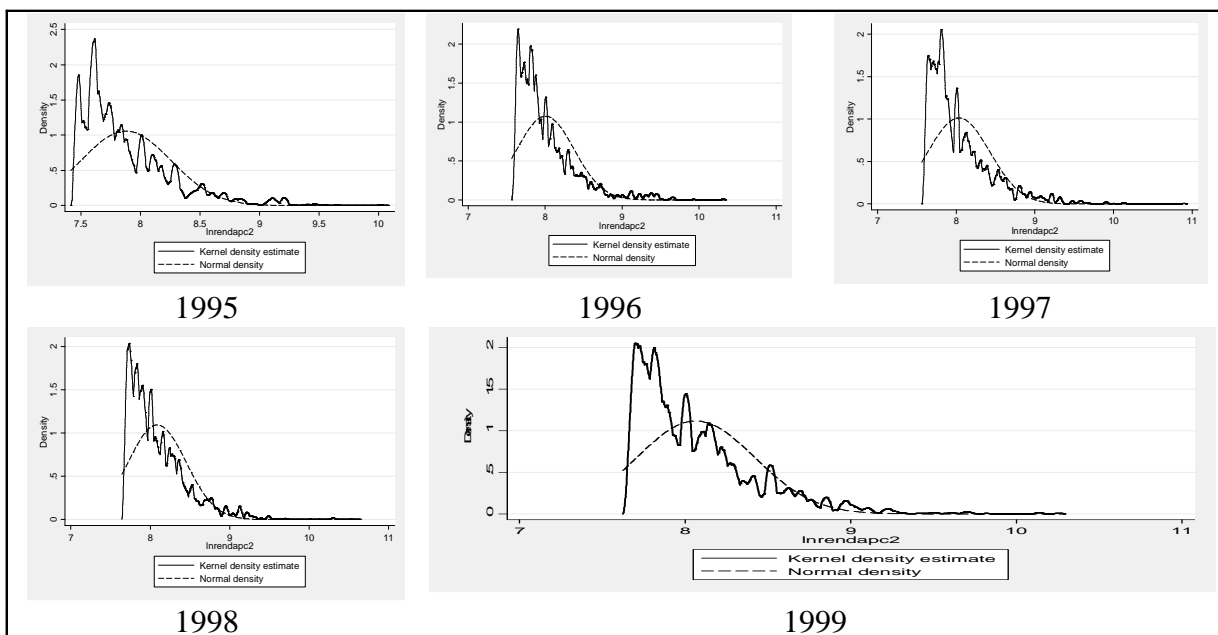 2.5
2
1.5
1
.5
0
Density
7.5 8 8.5 9 9.5 10
lnrendapc2
Kernel density estimate
Normal density
1995
2
1.5
1
.5
0
Density
7 8 9 10 11
lnrendapc2
Kernel density estimate
Normal density
1996
2
1.5
1
.5
0
Density
7 8 9 10 11
lnrendapc2
Kernel density estimate
Normal density
1997
2
1.5
1
.5
0
Density
7 8 9 10 11
lnrendapc2
Kernel density estimate
Normal density
1998
2
1.5
1
.5
0
7 8 9 10 11
lnrendapc2
Kernel density estimate
Normal density
1999